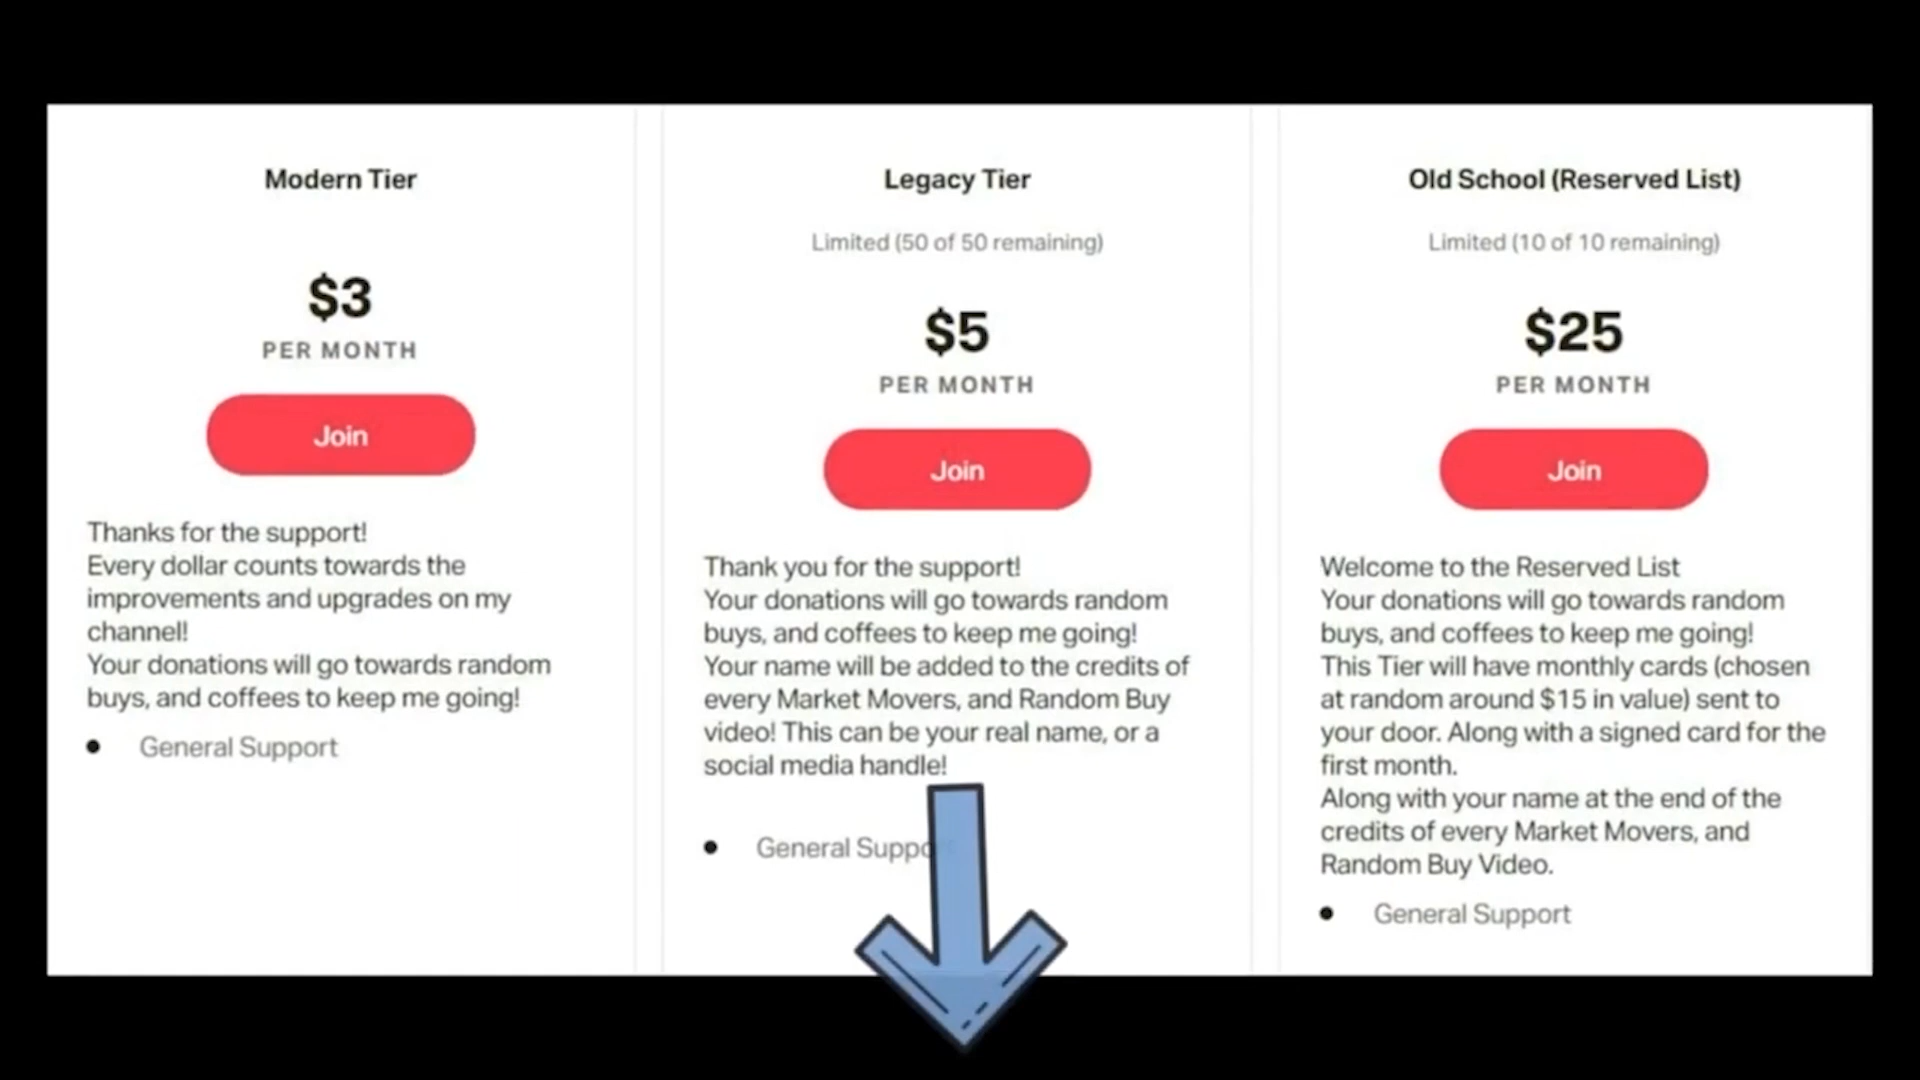 Modern Tier
$3
PER MONTH
Join
Thanks for the support!
Every dollar counts towards the
improvements and upgrades on my
channel!
Your donations will go towards random
buys, and coffees to keep me going!
General Support
Legacy Tier
Limited (50 of 50 remaining)
$5
PER MONTH
Join
Thank you for the support!
Your donations will go towards random
buys, and coffees to keep me going!
Your name will be added to the credits of
every Market Movers, and Random Buy
video! This can be your real name, or a
social media handle!
General Suppo
Old School (Reserved List)
Limited (10 of 10 remaining)
$25
PER MONTH
Join
Welcome to the Reserved List
Your donations will go towards random
buys, and coffees to keep me going!
This Tier will have monthly cards (chosen
at random around $15 in value) sent to
your door. Along with a signed card for the
first month.
Along with your name at the end of the
credits of every Market Movers, and
Random Buy Video.
General Support